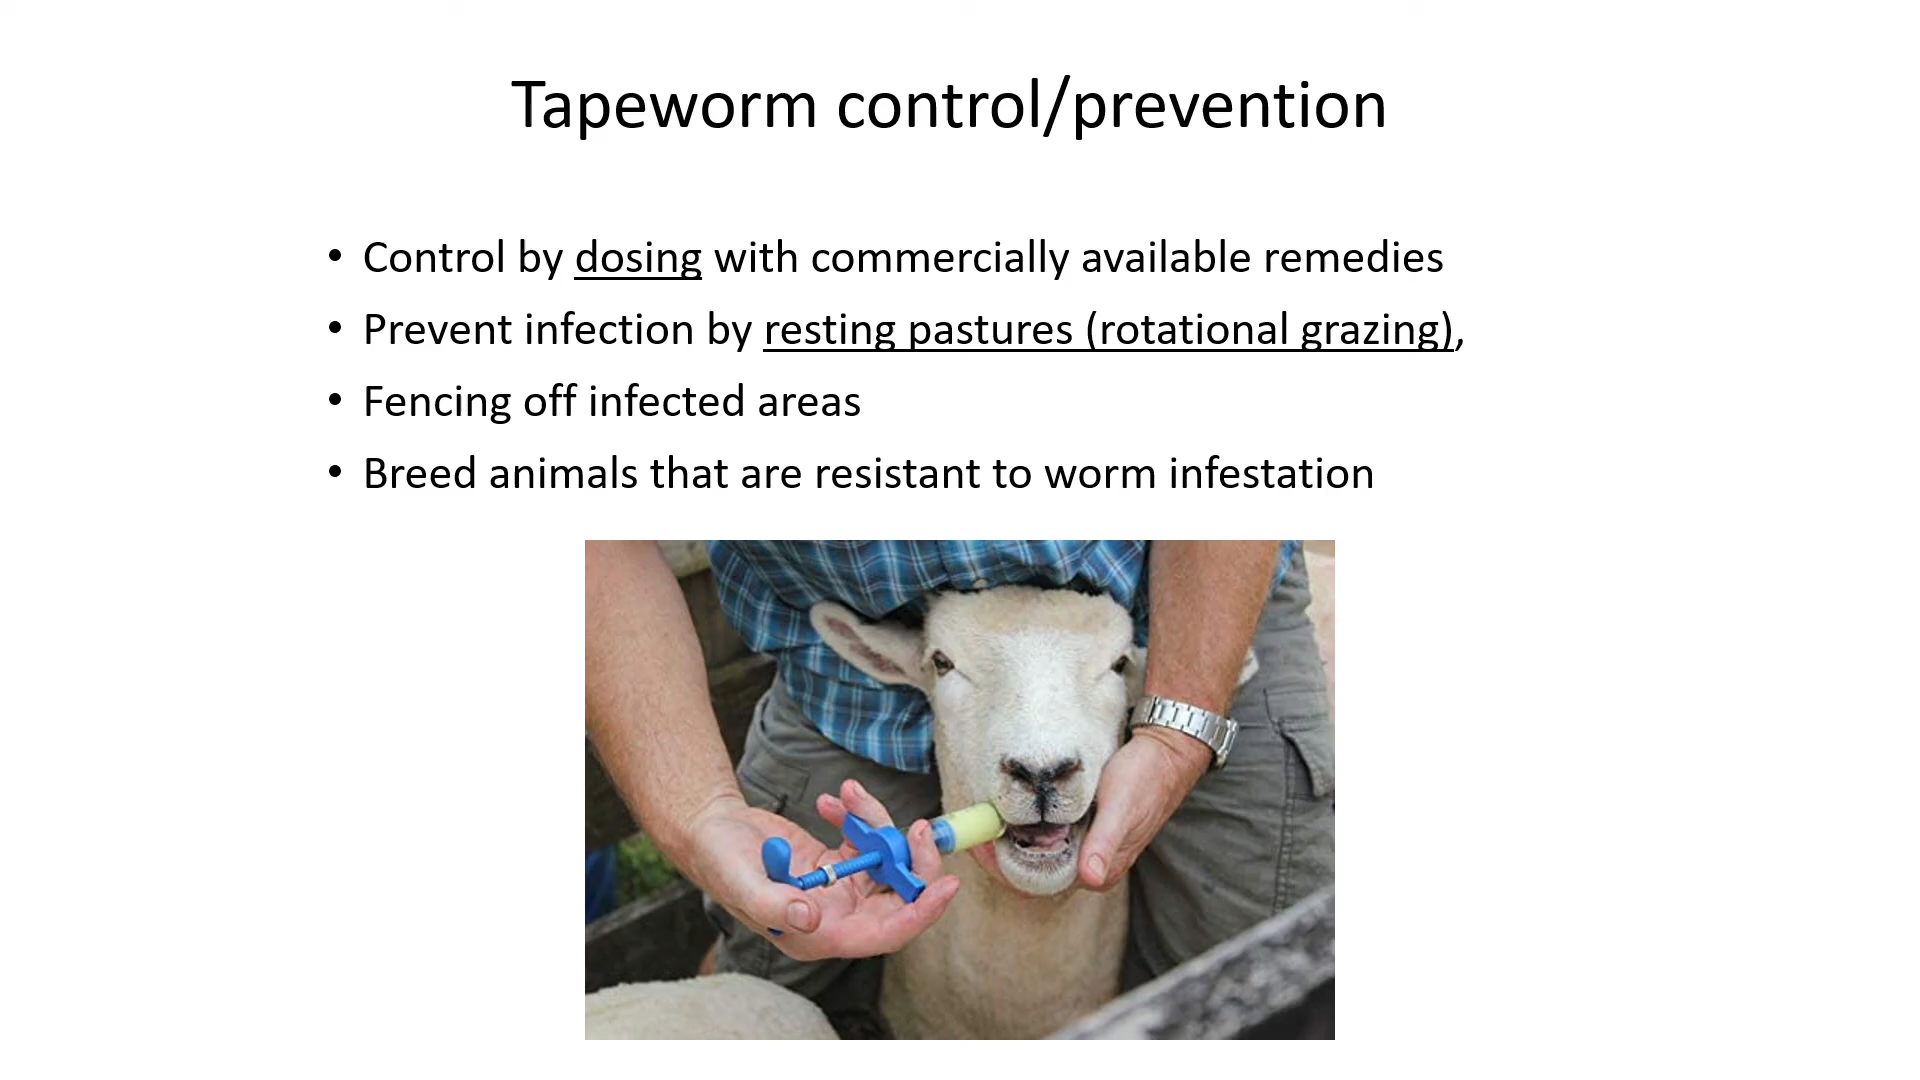 Tapeworm control/prevention
• Control by dosing with commercially available remedies
• Prevent infection by resting pastures (rotational grazing),
• Fencing off infected areas
• Breed animals that are resistant to worm infestation